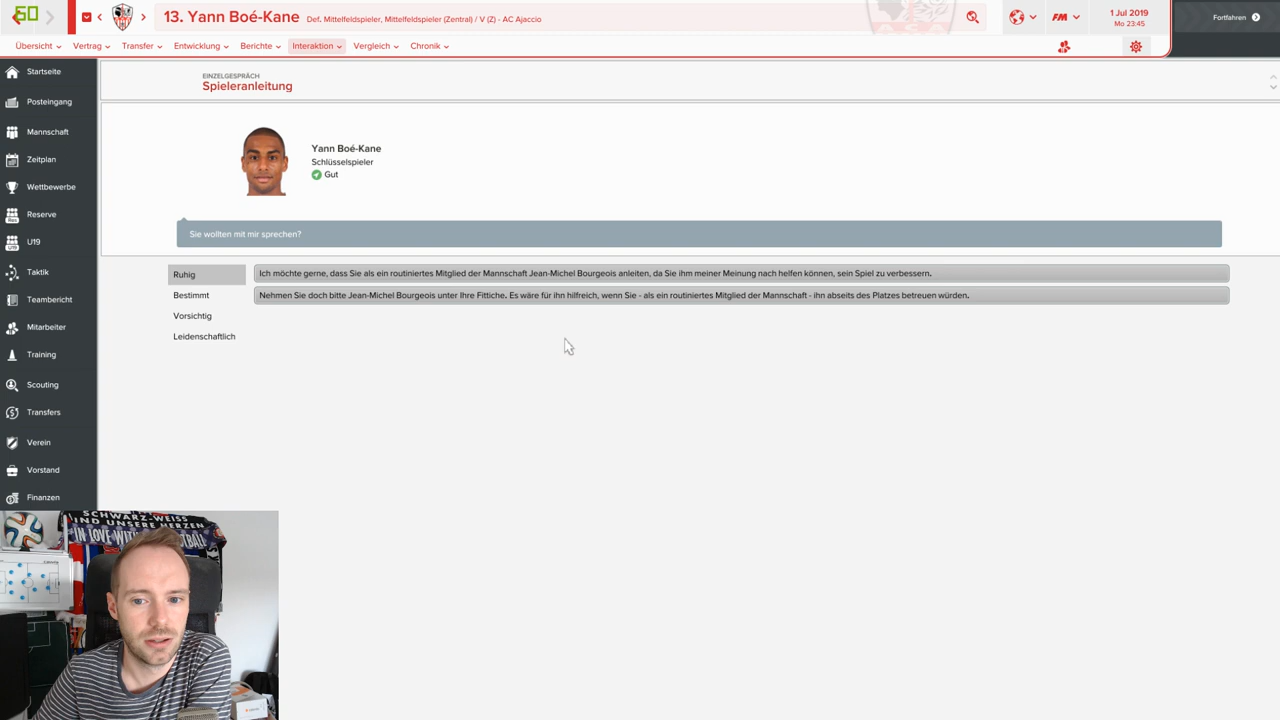 60
13. Yann Boé-Kane
Def. Mittelfeldspieler, Mittelfeldspieler (Zentral) / V (Z) - AC Ajaccio
FM
1 Jul 2019
Mo 23:45
Fortfahren
Übersicht
Vertrag
Transfer
Entwicklung
Berichte
Interaktion
Vergleich
Chronik
Startseite
Posteingang
Mannschaft
Zeitplan
Wettbewerbe
Reserve
U19
Taktik
Teambericht
Mitarbeiter
Training
Scouting
Transfers
Verein
Vorstand
Finanzen
EINZELGESPRÄCH
Spieleranleitung
Yann Boé-Kane
Schlüsselspieler
Gut
Sie wollten mit mir sprechen?
Ruhig
Bestimmt
Vorsichtig
Leidenschaftlich
Ich möchte gerne, dass Sie als ein routiniertes Mitglied der Mannschaft Jean-Michel Bourgeois anleiten, da Sie ihm meiner Meinung nach helfen können, sein Spiel zu verbessern.
Nehmen Sie doch bitte Jean-Michel Bourgeois unter Ihre Fittiche. Es wäre für ihn hilfreich, wenn Sie - als ein routiniertes Mitglied der Mannschaft - ihn abseits des Platzes betreuen würden.
SCHWARZ-WEISS
IND UNSERE HERZEN
IN LOVE WITH